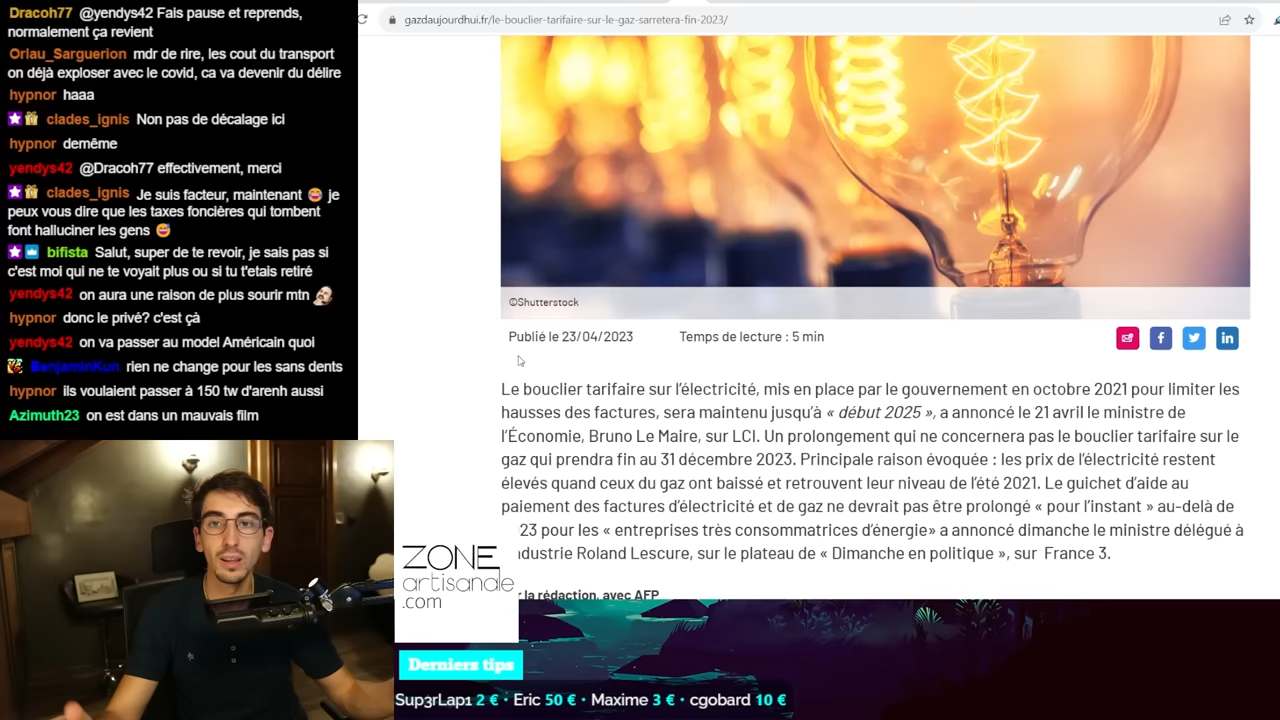 Dracoh77 @yendys42 Fais pause et reprends,
normalement ça revient
Orlau_Sarguerion mdr de rire, les cout du transport
on déjà exploser avec le covid, ca va devenir du délire
hypnor haaa
clades_ignis Non pas de décalage ici
hypnor demême
yendys42 @Dracoh77 effectivement, merci
clades_ignis Je suis facteur, maintenant 😅 je
peux vous dire que les taxes foncières qui tombent
font halluciner les gens 😅
bifista Salut, super de te revoir, je sais pas si
c'est moi qui ne te voyait plus ou si tu t'etais retiré
yendys42 on aura une raison de plus sourir mtn
hypnor donc le privé? c'est çà
yendys42 on va passer au model Américain quoi
BenjaminKun rien ne change pour les sans dents
hypnor ils voulaient passer à 150 tw d'arenh aussi
Azimuth23 on est dans un mauvais film
gazdaujourdhui.fr/le-bouclier-tarifaire-sur-le-gaz-sarretera-fin-2023/
©Shutterstock
Publié le 23/04/2023 Temps de lecture : 5 min
Le bouclier tarifaire sur l'électricité, mis en place par le gouvernement en octobre 2021 pour limiter les
hausses des factures, sera maintenu jusqu'à « début 2025 », a annoncé le 21 avril le ministre de
l'Économie, Bruno Le Maire, sur LCI. Un prolongement qui ne concernera pas le bouclier tarifaire sur le
gaz qui prendra fin au 31 décembre 2023. Principale raison évoquée : les prix de l'électricité restent
élevés quand ceux du gaz ont baissé et retrouvent leur niveau de l'été 2021. Le guichet d'aide au
paiement des factures d'électricité et de gaz ne devrait pas être prolongé « pour l'instant » au-delà de
23 pour les « entreprises très consommatrices d'énergie» a annoncé dimanche le ministre délégué à
ndustrie Roland Lescure, sur le plateau de « Dimanche en politique », sur France 3.
r la rédaction, avec AFP
ZONE
artisanale
.com
Derniers tips
Sup3rLap1 2 € • Eric 50 € • Maxime 3 € • cgobard 10 €